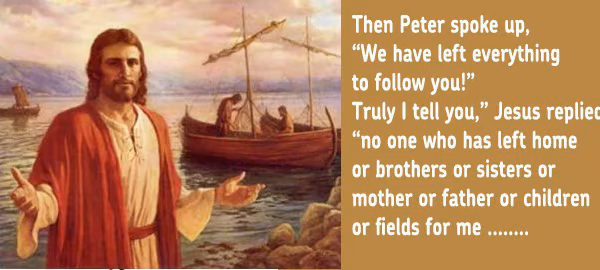 Then Peter spoke up,
“We have left everything
to follow you!”
Truly I tell you,” Jesus replied
“no one who has left home
or brothers or sisters or
mother or father or children
or fields for me ........